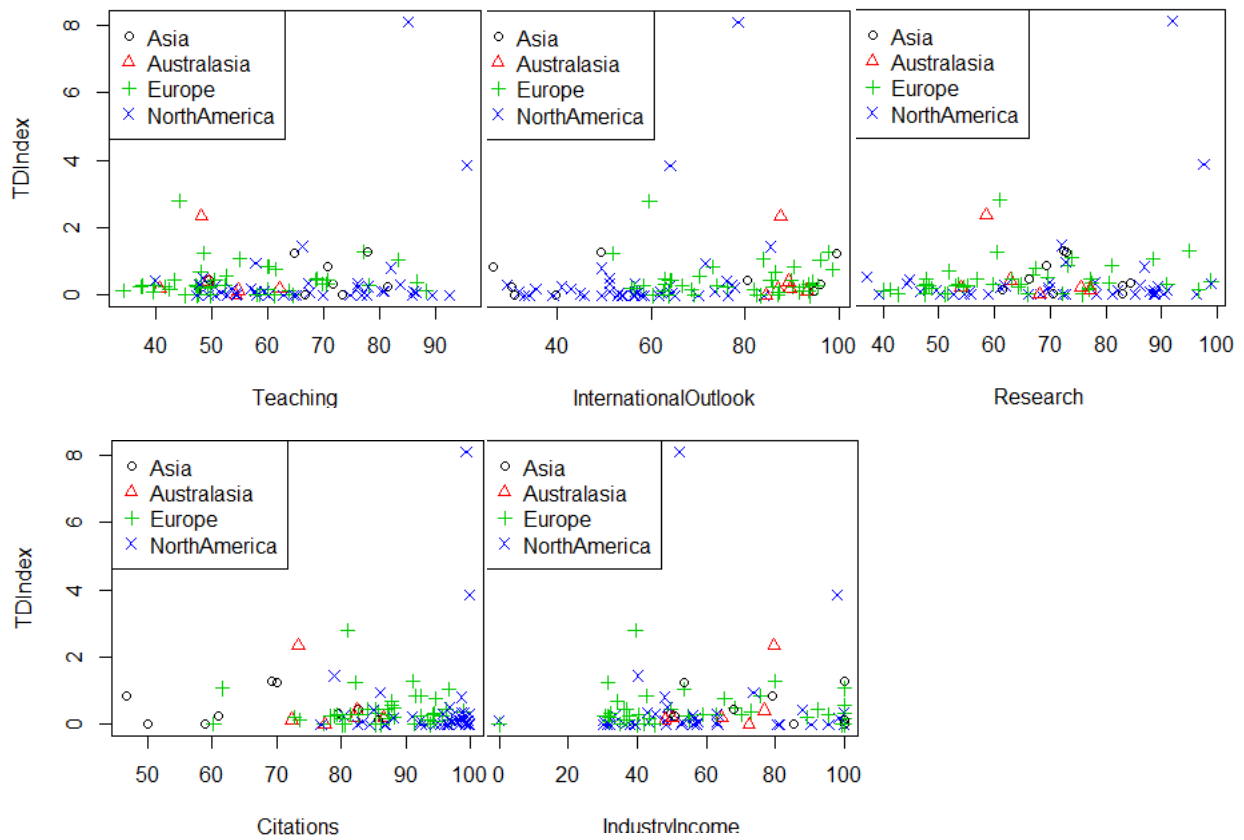 8
6
4
2
0
TDIndex
Asia
Australasia
Europe
NorthAmerica
40 50 60 70 80 90
Teaching
Asia
Australasia
Europe
NorthAmerica
40 60 80 100
InternationalOutlook
Asia
Australasia
Europe
NorthAmerica
40 50 60 70 80 90 100
Research
8
6
4
2
0
TDIndex
Asia
Australasia
Europe
NorthAmerica
50 60 70 80 90 100
Citations
Asia
Australasia
Europe
NorthAmerica
0 20 40 60 80 100
IndustryIncome